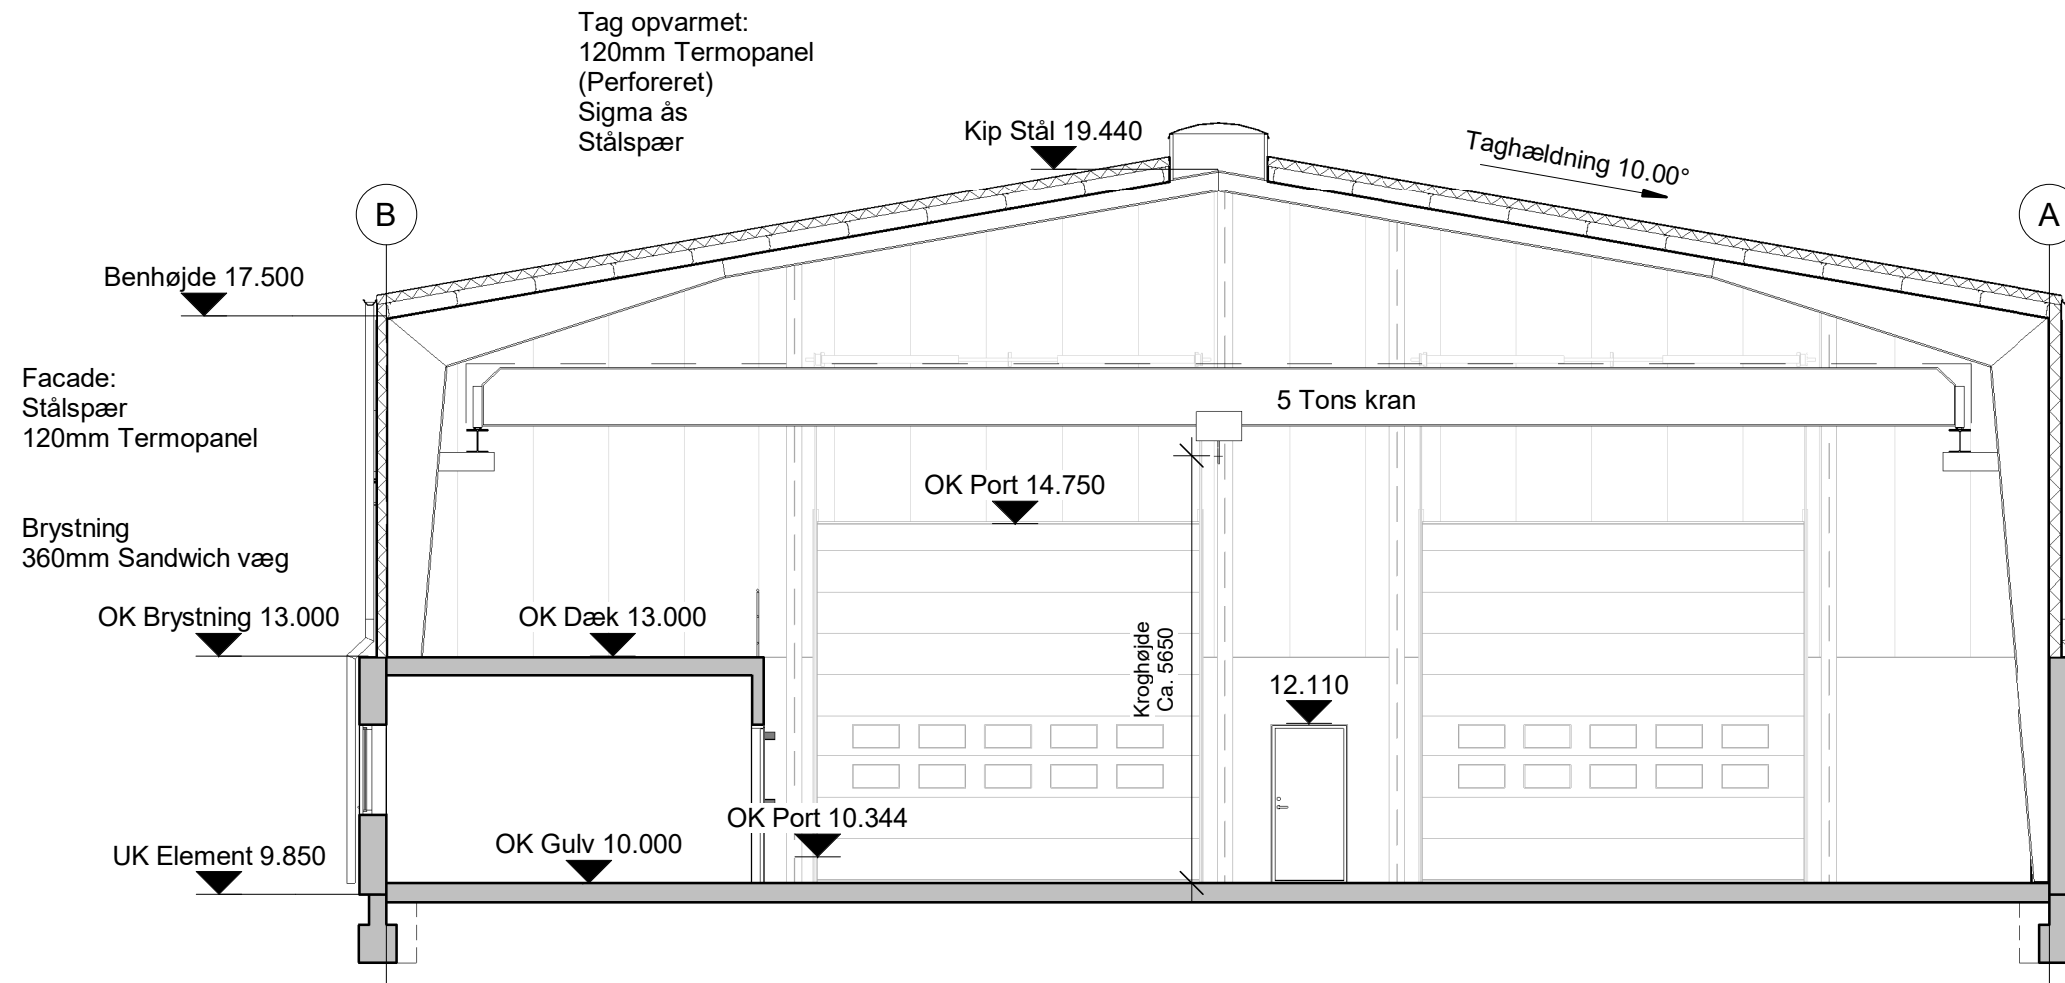 Tag opvarmet:
120mm Termopanel
(Perforeret)
Sigma ås
Stålspær
Kip Stål 19.440
Taghældning 10.00°
B
A
Benhøjde 17.500
Facade:
Stålspær
120mm Termopanel
5 Tons kran
OK Port 14.750
Brystning
360mm Sandwich væg
OK Brystning 13.000
OK Dæk 13.000
Kroghøjde
Ca. 5650
12.110
OK Port 10.344
OK Gulv 10.000
UK Element 9.850